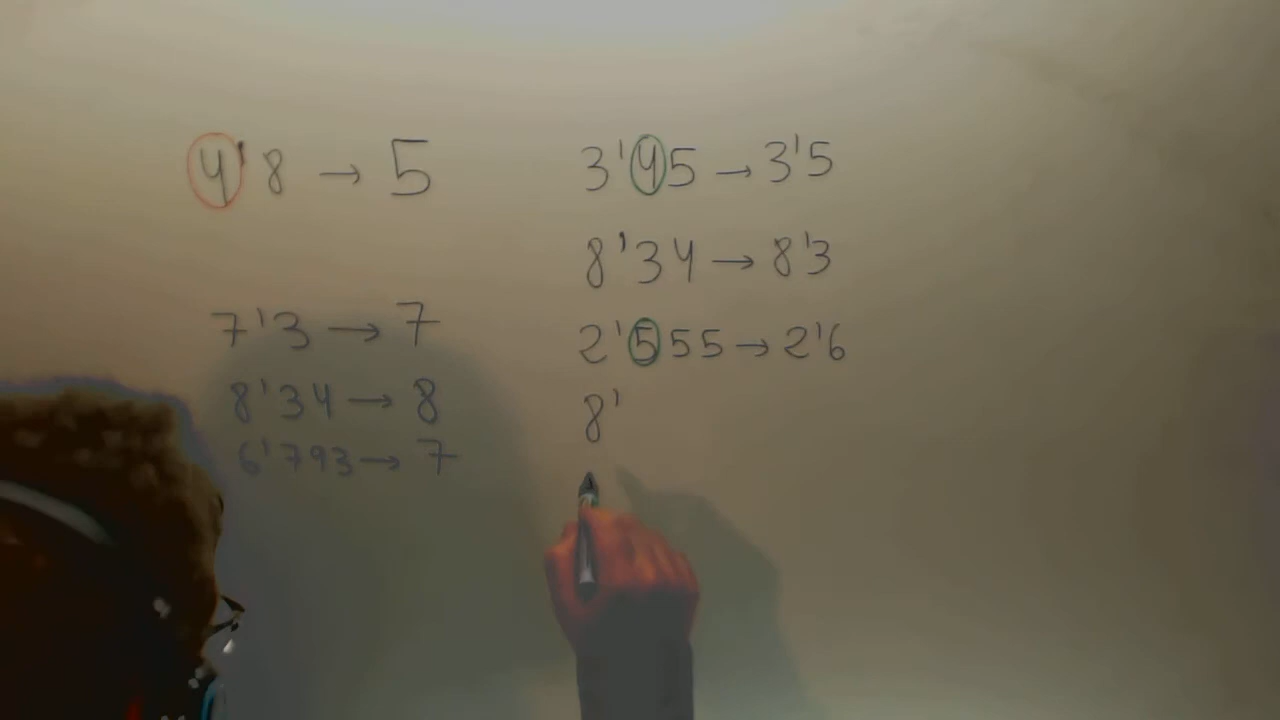 4'8 → 5
7'3 → 7
8'34 → 8
6'793 → 7
3'45 → 3'5
8'34 → 8'3
2'555 → 2'6
8'